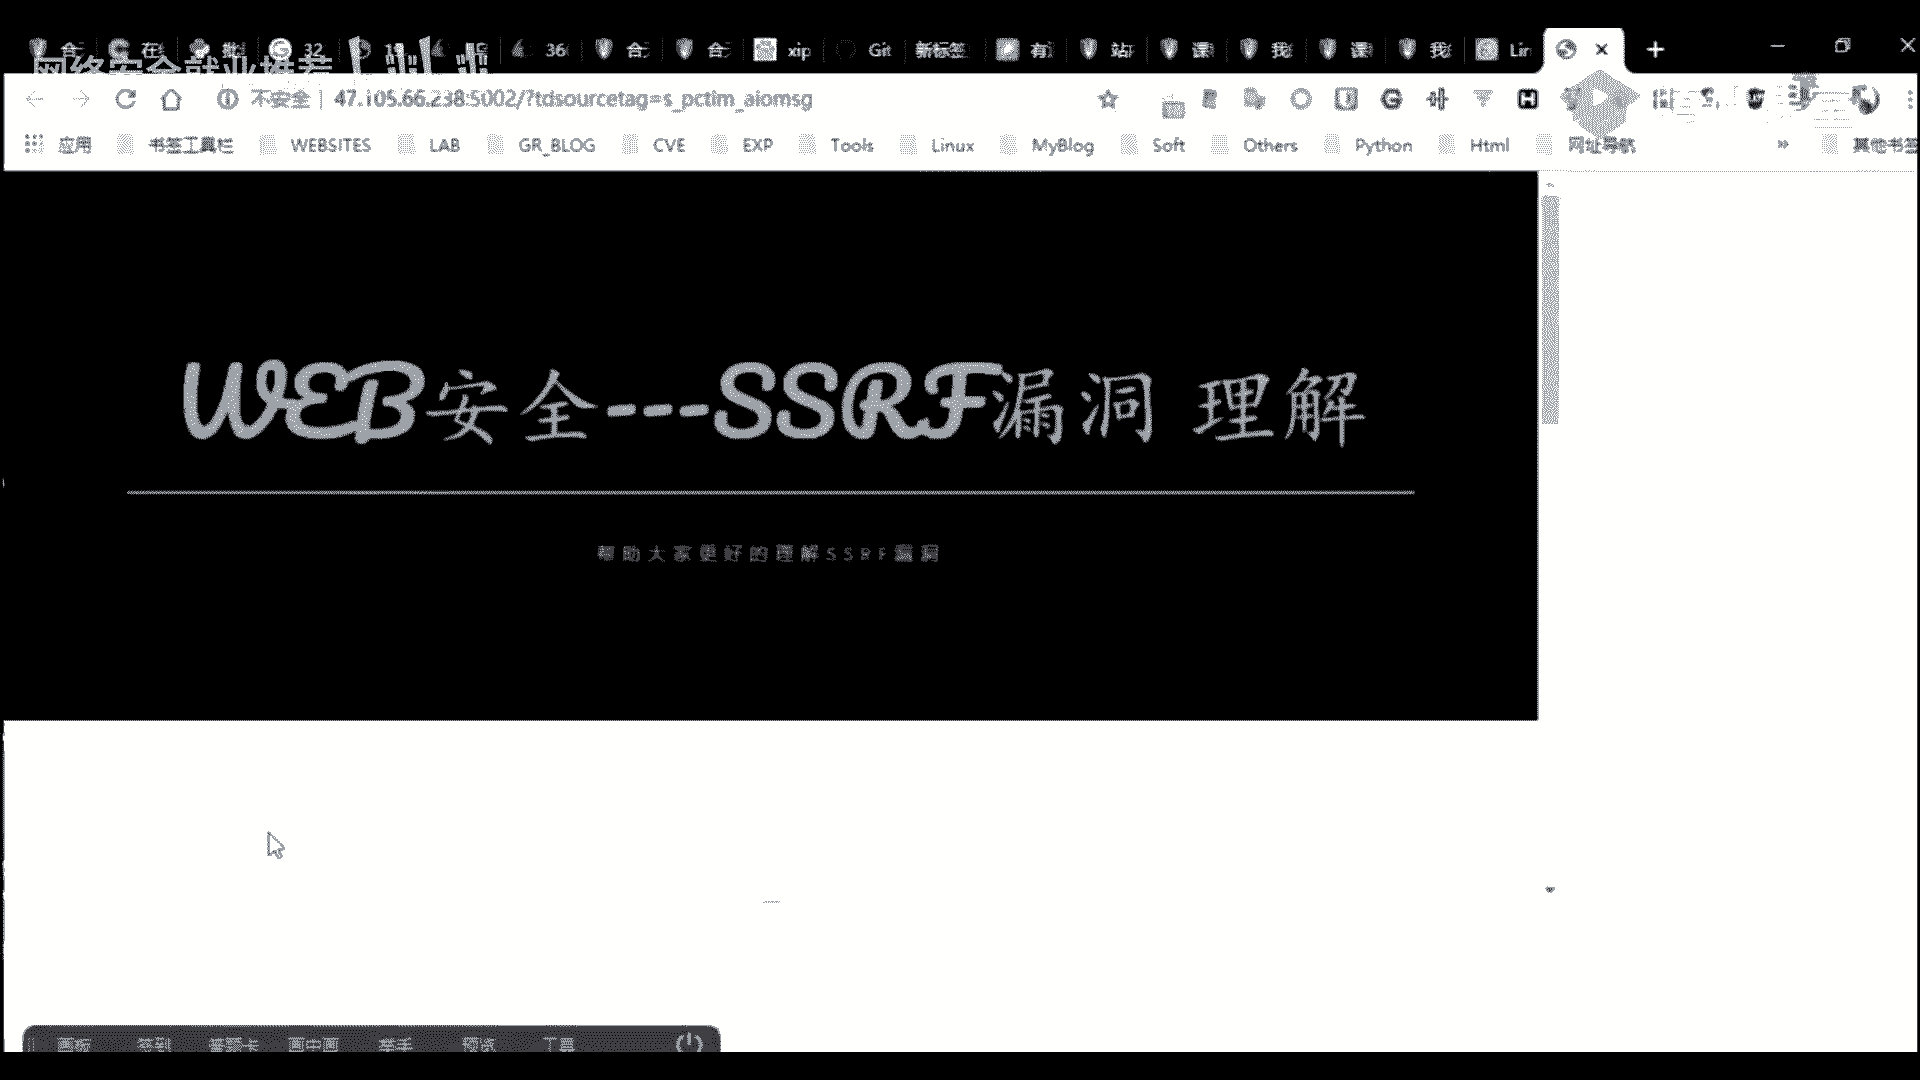 合 在 批 32 36 合 合 xip Git 新标签 有 站 课 我 课 我 Lin
网络安全就业推荐
不安全 47.105.66.238:5002/?tdsourcetag=s_pctim_aiomsg
应用 书签工具栏 WEBSITES LAB GR_BLOG CVE EXP Tools Linux MyBlog Soft Others Python Html 网址导航 » 其他书签
WEB安全---SSRF漏洞 理解
帮助大家更好的理解SSRF漏洞
画板 签到 答题卡 画中画 举手 预览 工具